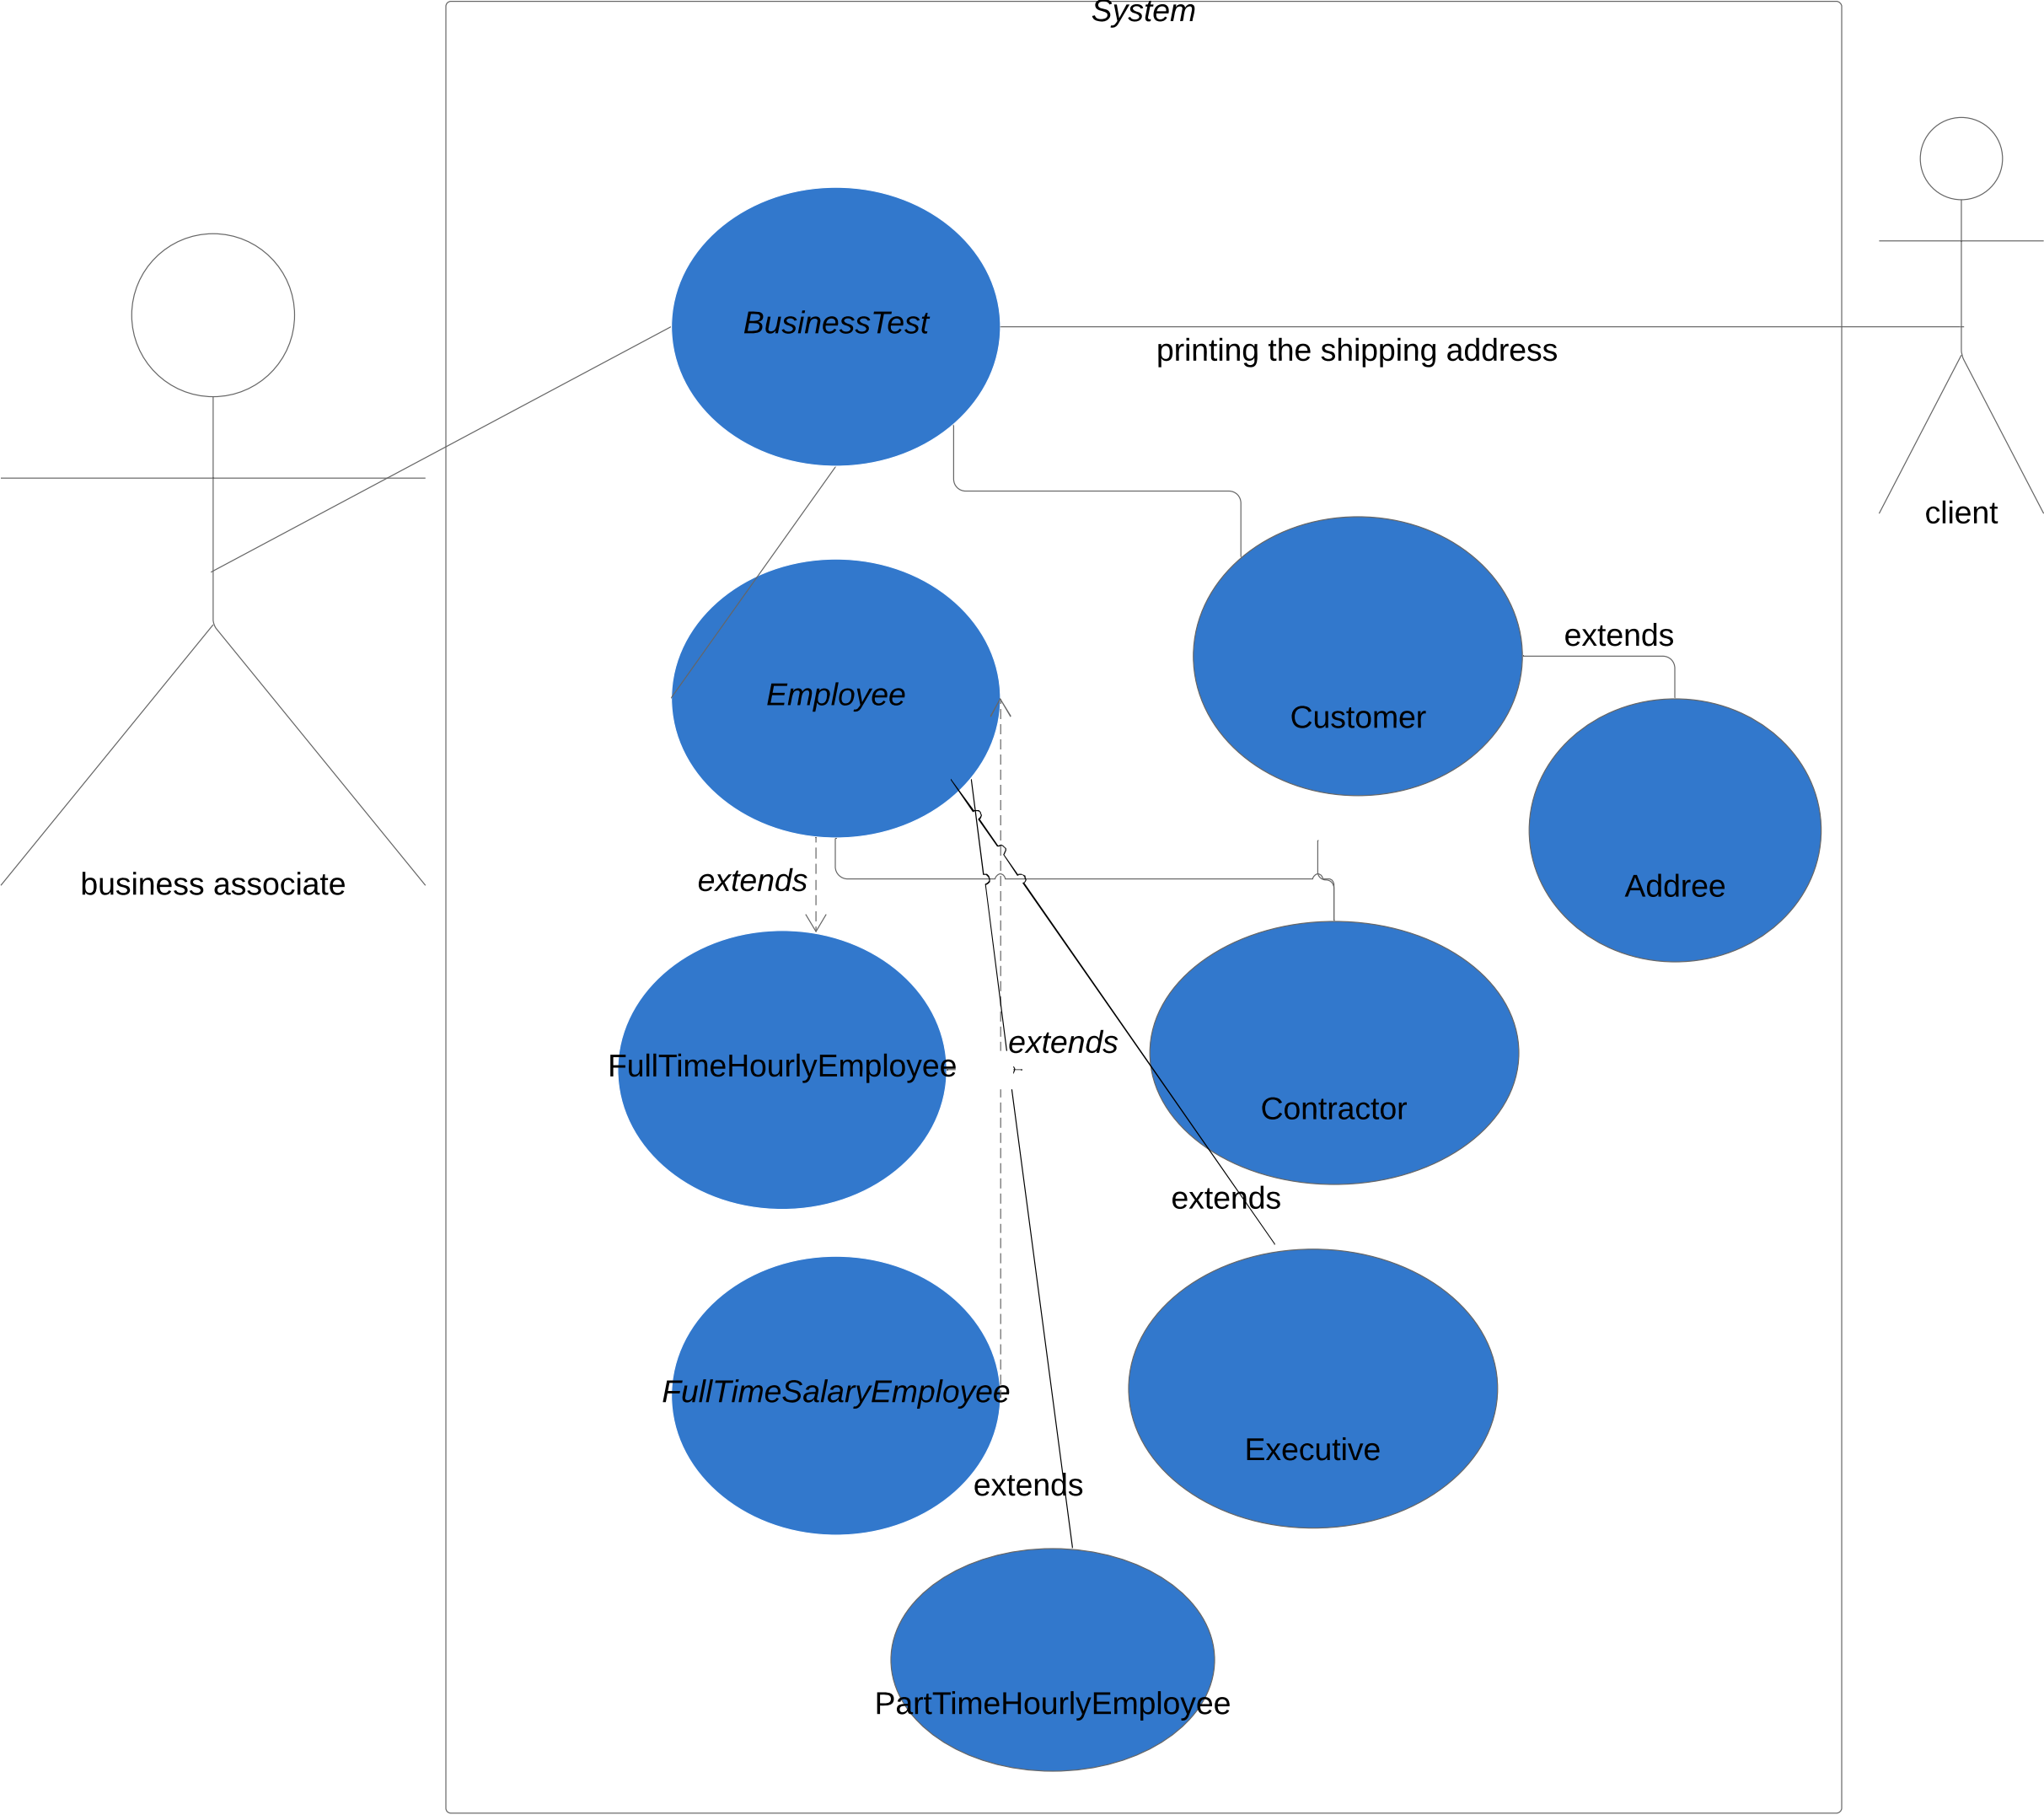 System
BusinessTest
printing the shipping address
client
extends
Employee
Customer
extends
business associate
Addree
extends
FullTimeHourlyEmployee
Contractor
extends
FullTimeSalaryEmployee
Executive
extends
PartTimeHourlyEmployee